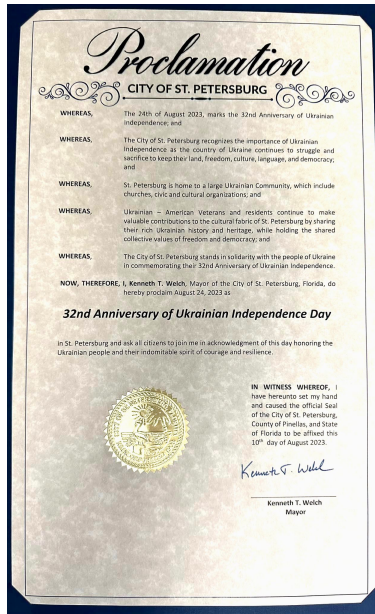 Proclamation
CITY OF ST. PETERSBURG
WHEREAS, The 24th of August 2023, marks the 32nd Anniversary of Ukrainian
Independence; and
WHEREAS, The City of St. Petersburg recognizes the importance of Ukrainian
Independence as the country of Ukraine continues to struggle and
sacrifice to keep their land, freedom, culture, language, and democracy;
and
WHEREAS, St. Petersburg is home to a large Ukrainian Community, which include
churches, civic and cultural organizations; and
WHEREAS, Ukrainian – American Veterans and residents continue to make
valuable contributions to the cultural fabric of St. Petersburg by sharing
their rich Ukrainian history and heritage, while holding the shared
collective values of freedom and democracy; and
WHEREAS, The City of St. Petersburg stands in solidarity with the people of Ukraine
in commemorating their 32nd Anniversary of Ukrainian Independence.
NOW, THEREFORE, I, Kenneth T. Welch, Mayor of the City of St. Petersburg, Florida, do
hereby proclaim August 24, 2023 as
32nd Anniversary of Ukrainian Independence Day
in St. Petersburg and ask all citizens to join me in acknowledgment of this day honoring the
Ukrainian people and their indomitable spirit of courage and resilience.
IN WITNESS WHEREOF, I
have hereunto set my hand
and caused the official Seal
of the City of St. Petersburg,
County of Pinellas, and State
of Florida to be affixed this
10th day of August 2023.
Kenneth T. Welch
Kenneth T. Welch
Mayor